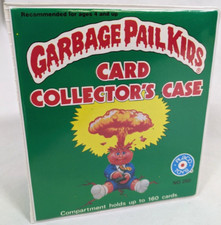 Recommended for ages 4 and up
GARBAGE PAIL KIDS
CARD
COLLECTOR'S CASE
Compartment holds up to 160 cards